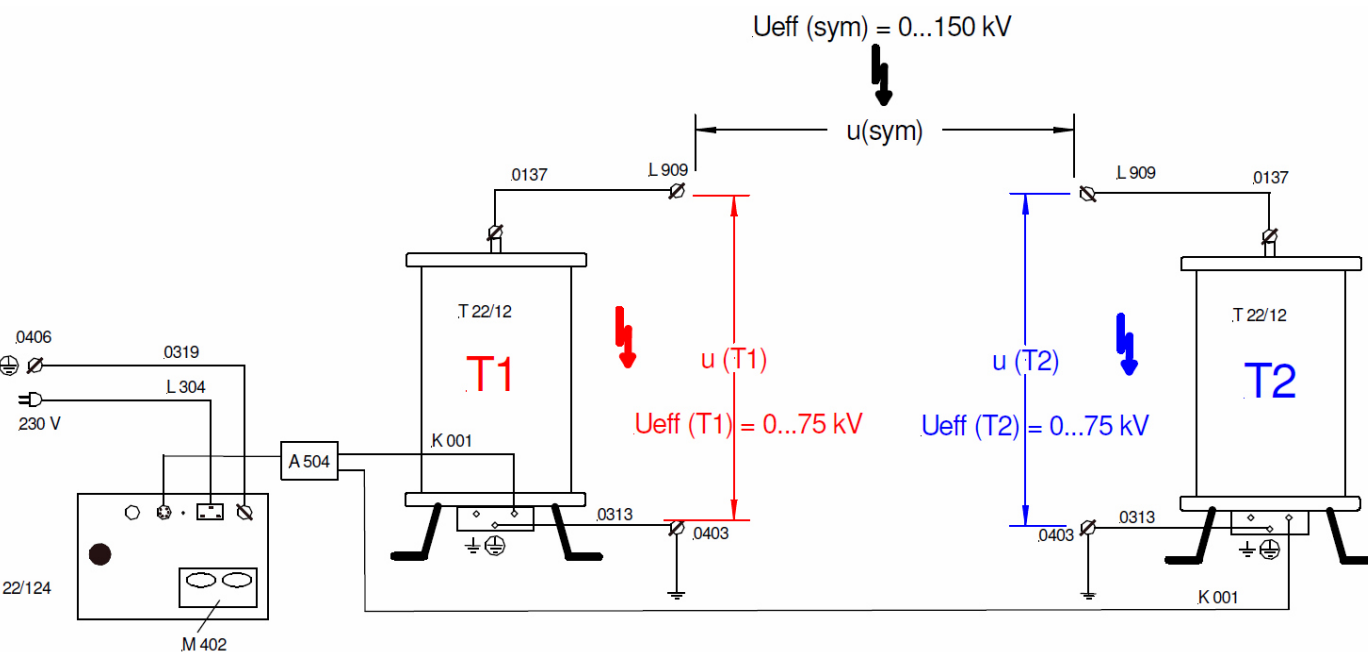 Ueff (sym) = 0...150 kV
u(sym)
0137
L 909
L 909
0137
T 22/12
T 22/12
T1
T2
u (T1)
u (T2)
Ueff (T1) = 0...75 kV
Ueff (T2) = 0...75 kV
0406
0319
L 304
230 V
A 504
K 001
0313
0403
0313
0403
K 001
22/124
M 402